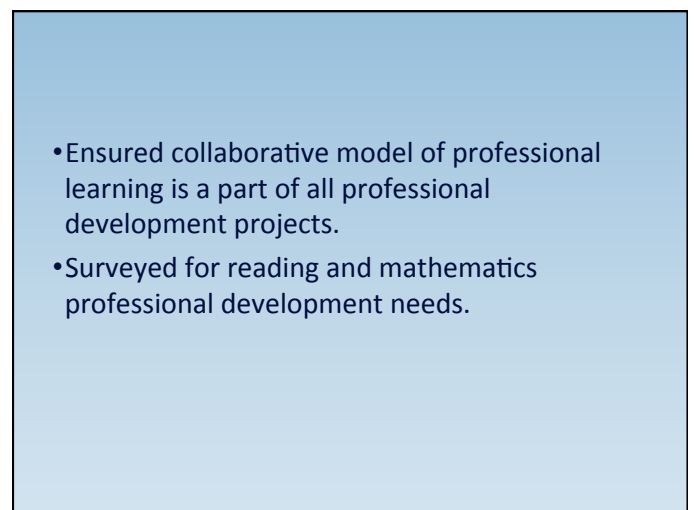 •Ensured collaborative model of professional
learning is a part of all professional
development projects.
•Surveyed for reading and mathematics
professional development needs.